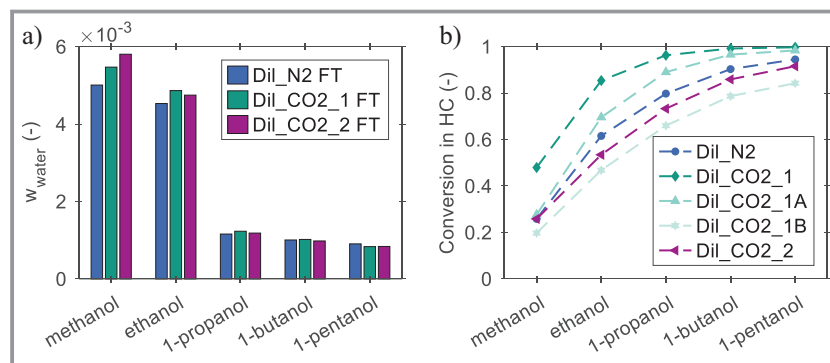 a)
×10⁻³
6
4
2
0
w_water (-)
Dil_N2 FT
Dil_CO2_1 FT
Dil_CO2_2 FT
methanol
ethanol
1-propanol
1-butanol
1-pentanol
b)
1
0.8
0.6
0.4
0.2
0
Conversion in HC (-)
Dil_N2
Dil_CO2_1
Dil_CO2_1A
Dil_CO2_1B
Dil_CO2_2
methanol
ethanol
1-propanol
1-butanol
1-pentanol